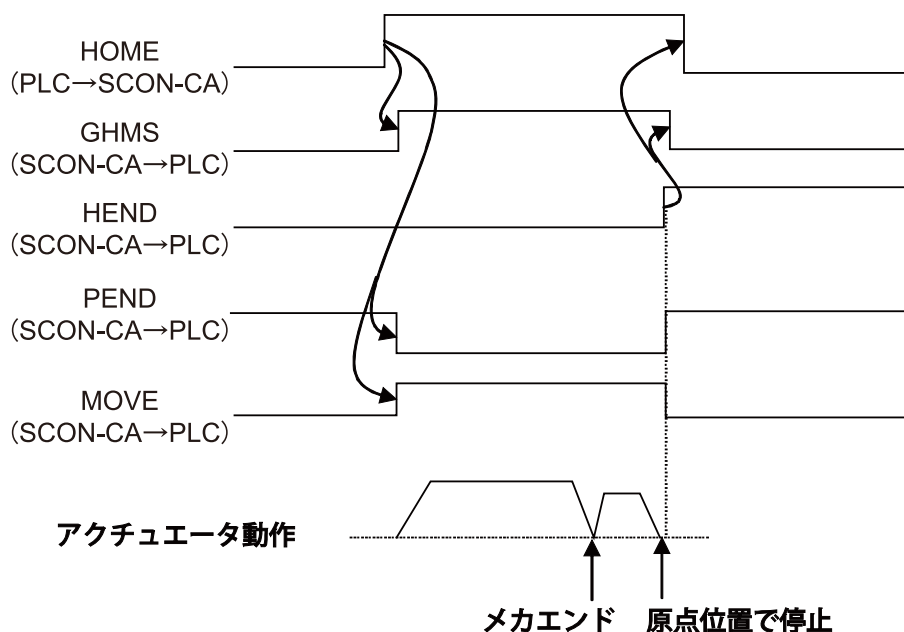 HOME
(PLC→SCON-CA)
GHMS
(SCON-CA→PLC)
HEND
(SCON-CA→PLC)
PEND
(SCON-CA→PLC)
MOVE
(SCON-CA→PLC)
アクチュエータ動作
メカエンド
原点位置で停止